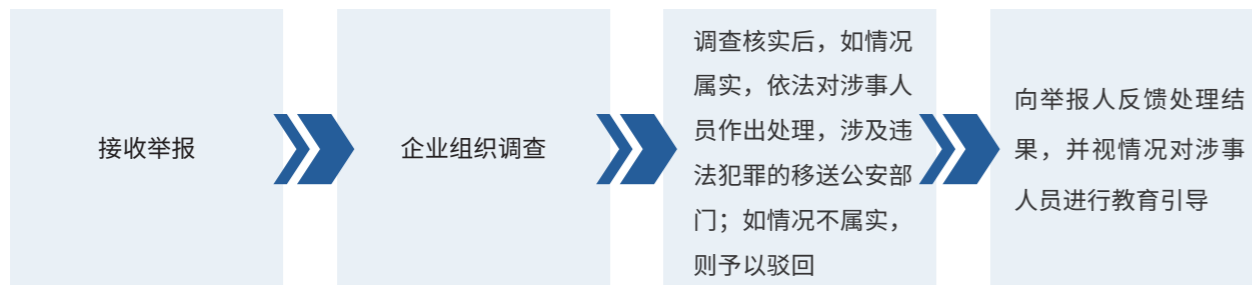 接收举报
企业组织调查
调查核实后，如情况
属实，依法对涉事人
员作出处理，涉及违
法犯罪的移送公安部
门；如情况不属实，
则予以驳回
向举报人反馈处理结
果，并视情况对涉事
人员进行教育引导